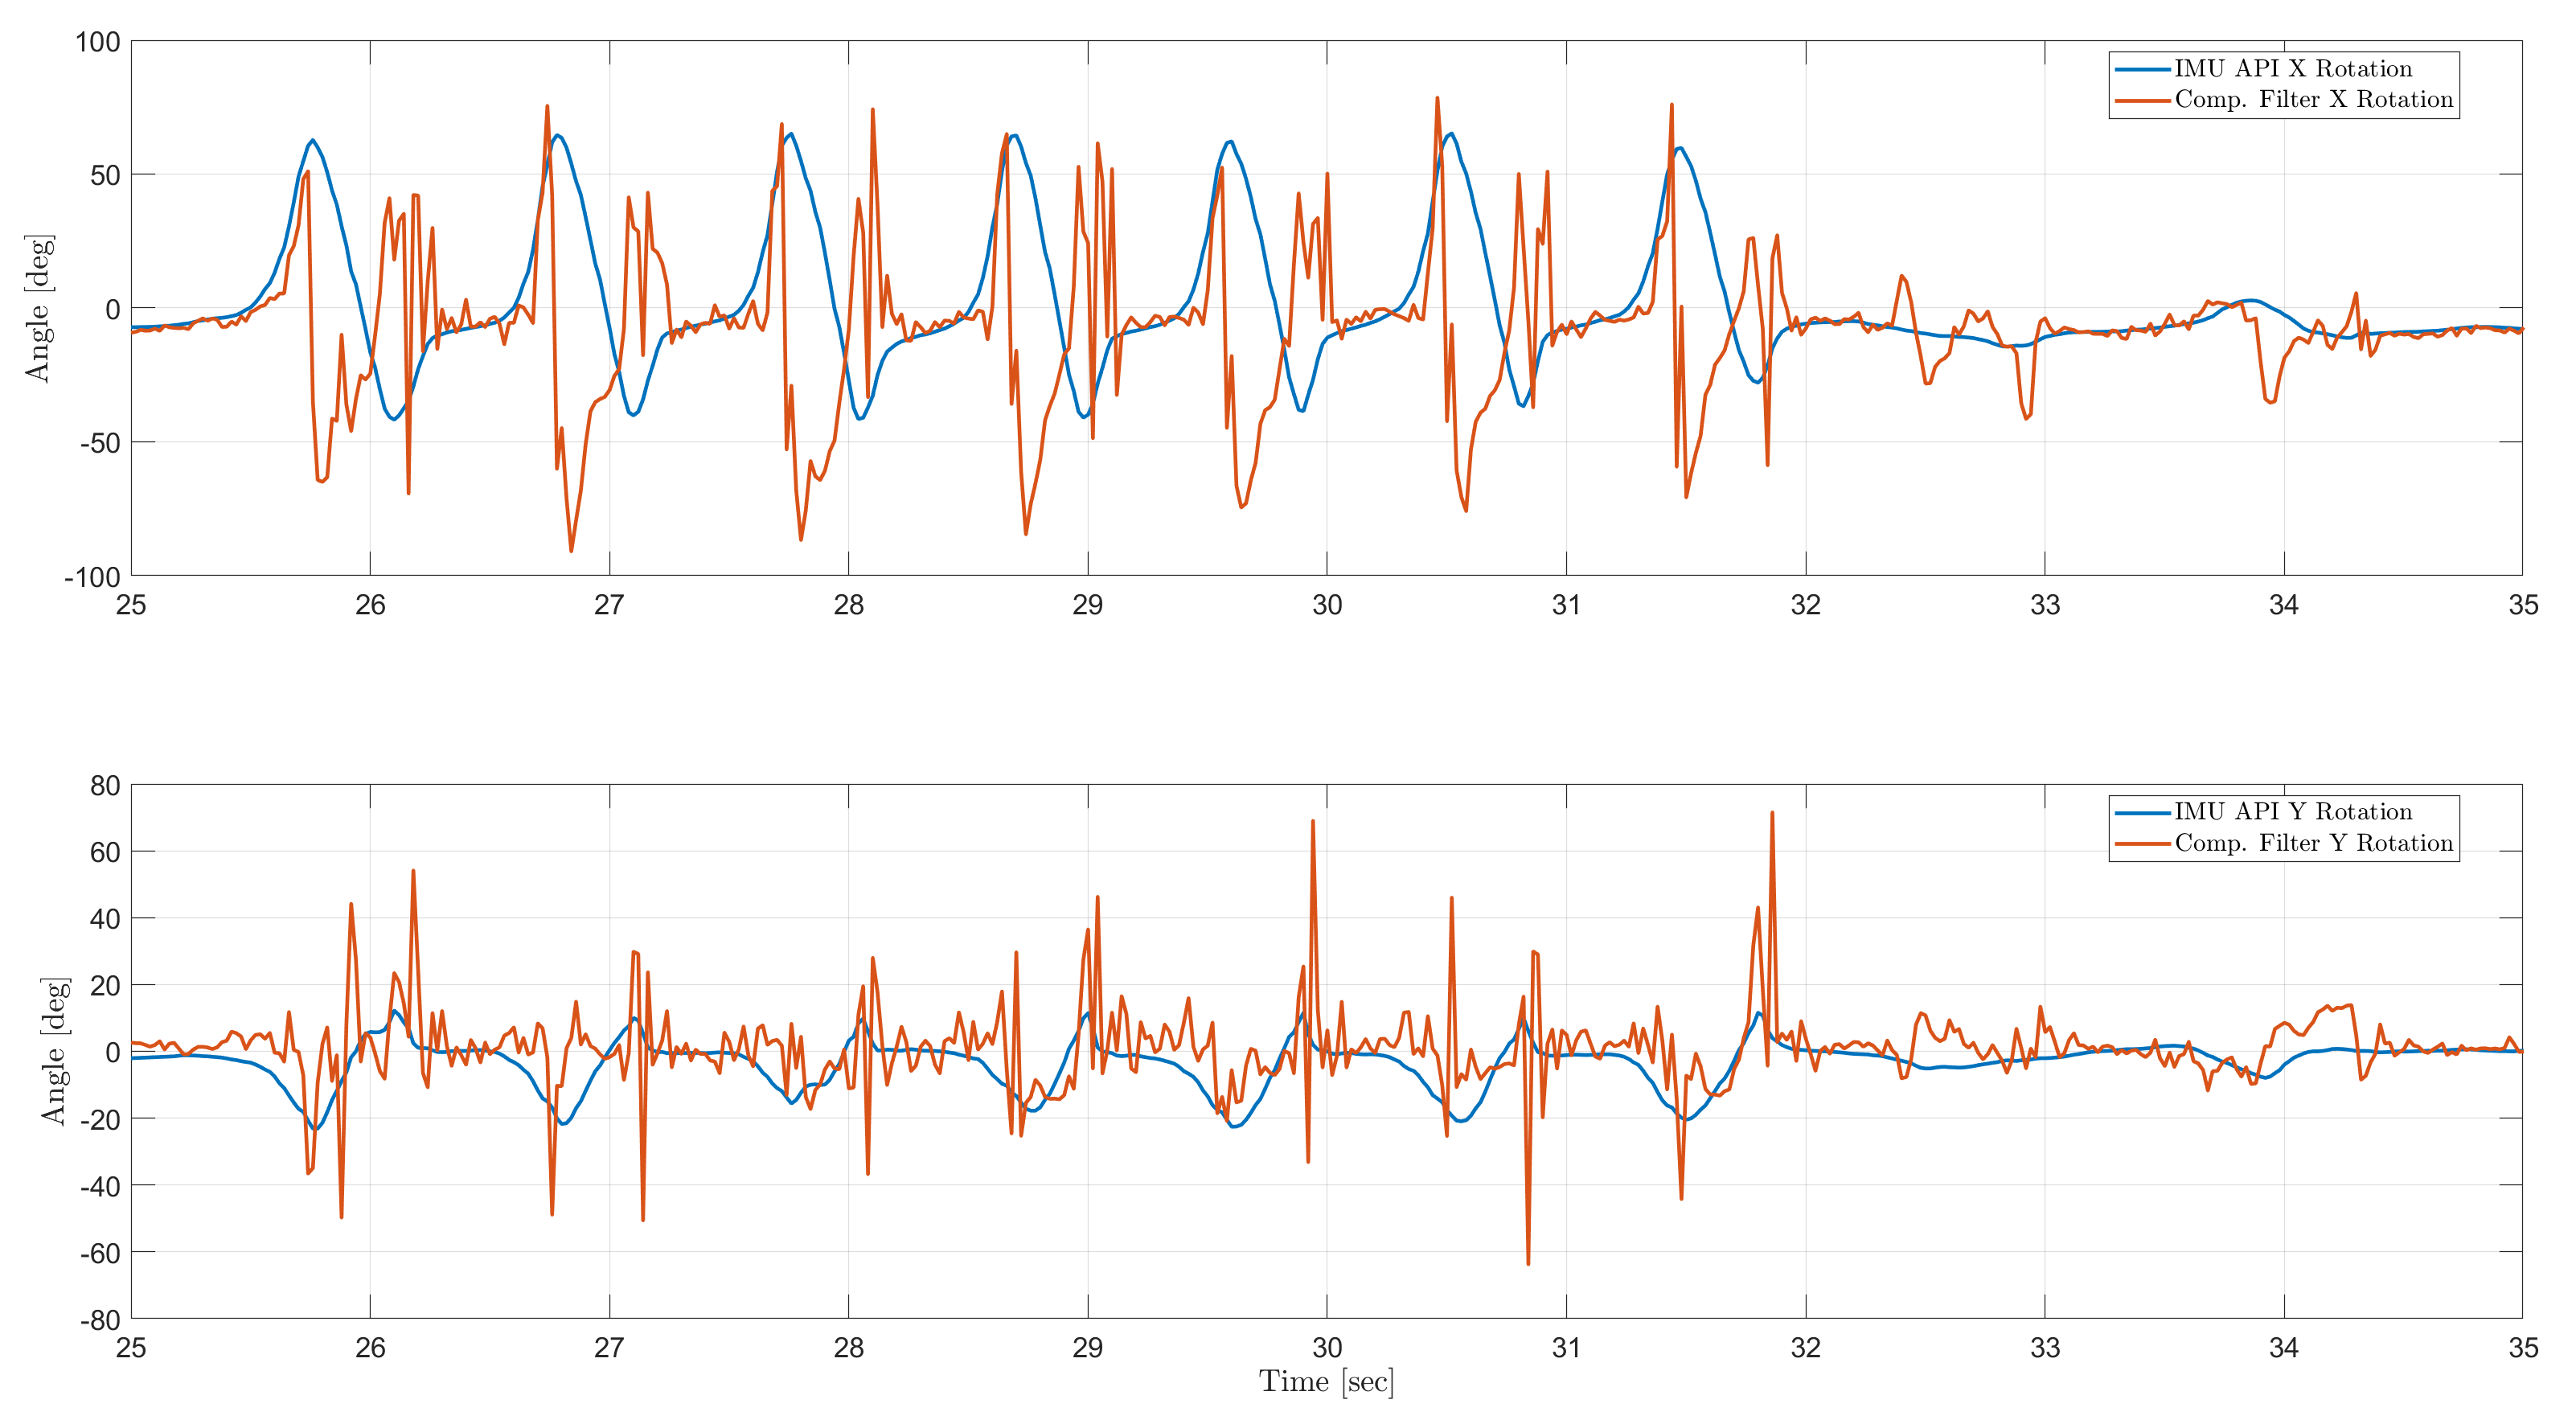 100
50
0
-50
-100
Angle [deg]
IMU API X Rotation
Comp. Filter X Rotation
25 26 27 28 29 30 31 32 33 34 35
80
60
40
20
0
-20
-40
-60
-80
Angle [deg]
IMU API Y Rotation
Comp. Filter Y Rotation
25 26 27 28 29 30 31 32 33 34 35
Time [sec]